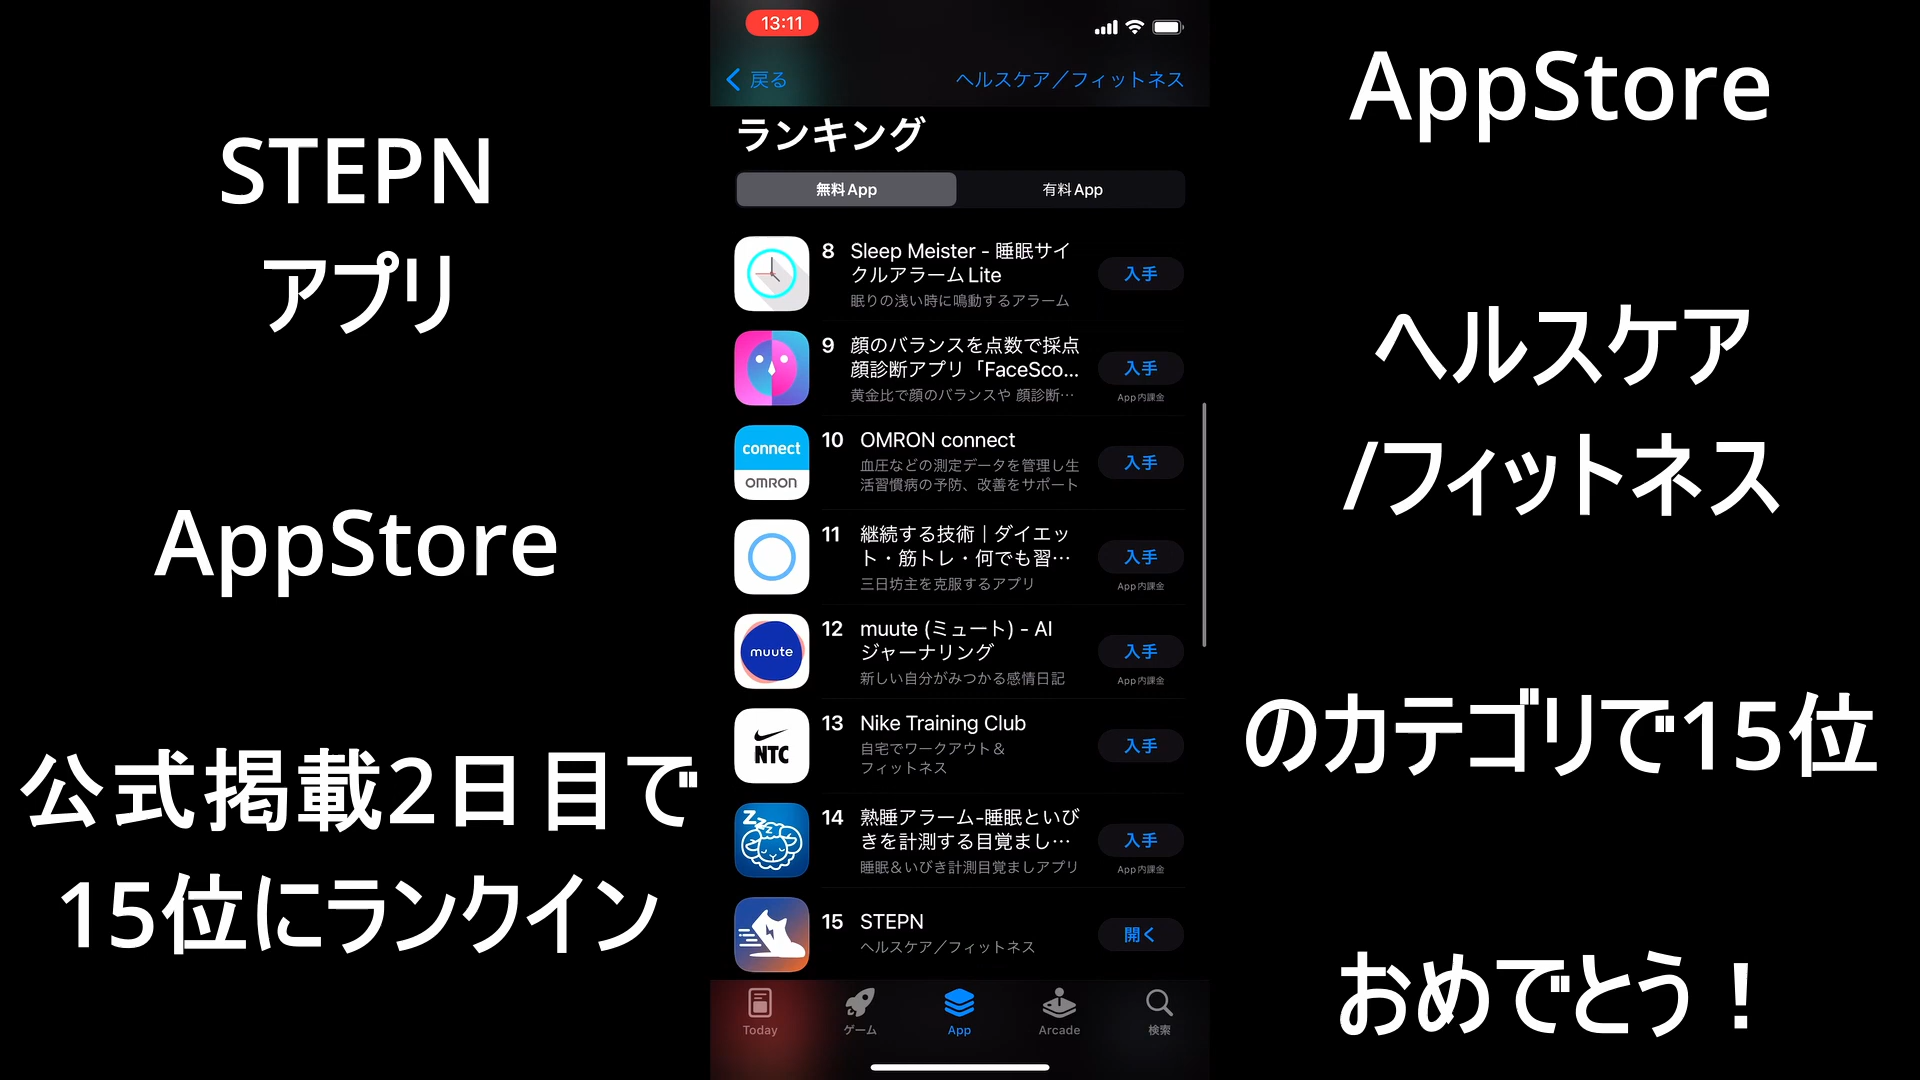 STEPN
アプリ
AppStore
公式掲載2日目で
15位にランクイン
13:11
戻る
ヘルスケア／フィットネス
ランキング
無料App
有料App
8 Sleep Meister - 睡眠サイ
クルアラームLite
眠りの浅い時に鳴動するアラーム
入手
9 顔のバランスを点数で採点
顔診断アプリ「FaceSco...
黄金比で顔のバランスや 顔診断…
入手
App内課金
connect
OMRON
10 OMRON connect
血圧などの測定データを管理し生
活習慣病の予防、改善をサポート
入手
11 継続する技術｜ダイエッ
ト・筋トレ・何でも習…
三日坊主を克服するアプリ
入手
App内課金
muute
12 muute (ミュート) - AI
ジャーナリング
新しい自分がみつかる感情日記
入手
App内課金
NTC
13 Nike Training Club
自宅でワークアウト＆
フィットネス
入手
Zzzz
14 熟睡アラーム-睡眠といび
きを計測する目覚まし…
睡眠＆いびき計測目覚ましアプリ
入手
App内課金
15 STEPN
ヘルスケア／フィットネス
開く
Today
ゲーム
App
Arcade
検索
AppStore
ヘルスケア
/フィットネス
のカテゴリで15位
おめでとう！